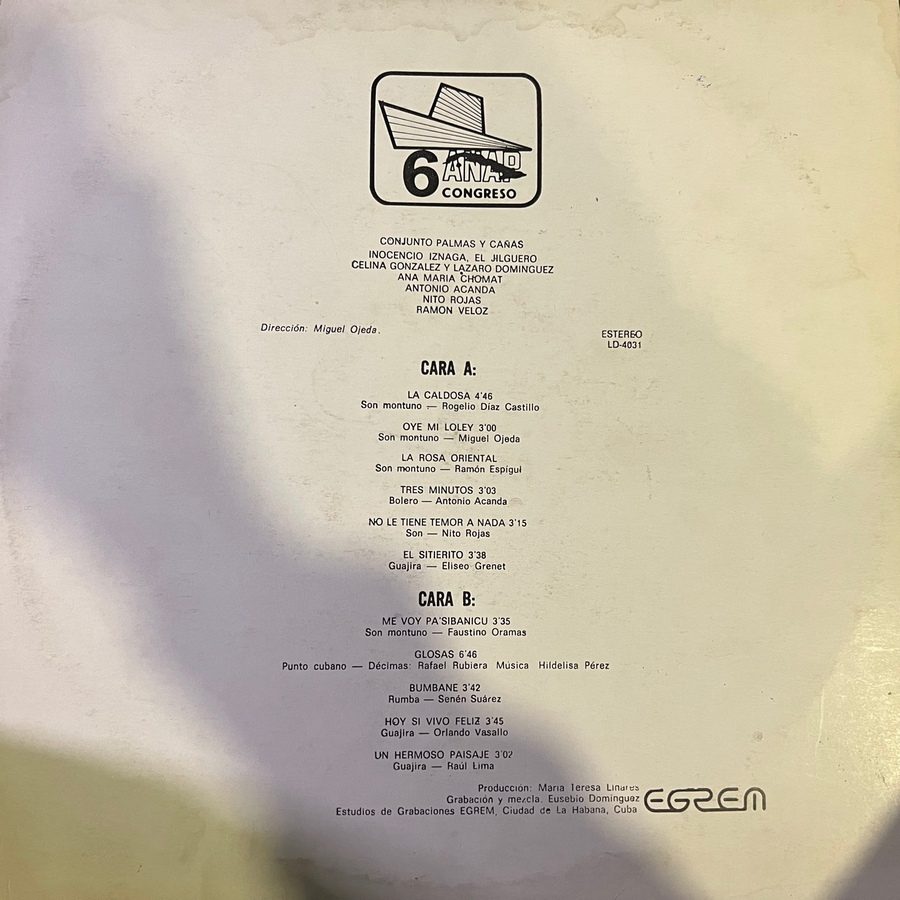 6 ANAP
CONGRESO
CONJUNTO PALMAS Y CAÑAS
INOCENCIO IZNAGA, EL JILGUERO
CELINA GONZALEZ Y LAZARO DOMINGUEZ
ANA MARIA CHOMAT
ANTONIO ACANDA
NITO ROJAS
RAMON VELOZ
Dirección: Miguel Ojeda.
ESTEREO
LD-4031
CARA A:
LA CALDOSA 4'46
Son montuno — Rogelio Díaz Castillo
OYE MI LOLEY 3'00
Son montuno — Miguel Ojeda
LA ROSA ORIENTAL
Son montuno — Ramón Espigul
TRES MINUTOS 3'03
Bolero — Antonio Acanda
NO LE TIENE TEMOR A NADA 3'15
Son — Nito Rojas
EL SITIERITO 3'38
Guajira — Eliseo Grenet
CARA B:
ME VOY PA'SIBANICU 3'35
Son montuno — Faustino Oramas
GLOSAS 6'46
Punto cubano — Décimas: Rafael Rubiera Música Hildelisa Pérez
BUMBANE 3'42
Rumba — Senén Suárez
HOY SI VIVO FELIZ 3'45
Guajira — Orlando Vasallo
UN HERMOSO PAISAJE 3'02
Guajira — Raúl Lima
Producción: María Teresa Linares
Grabación y mezcla. Eusebio Domínguez
Estudios de Grabaciones EGREM, Ciudad de La Habana, Cuba
EGREM